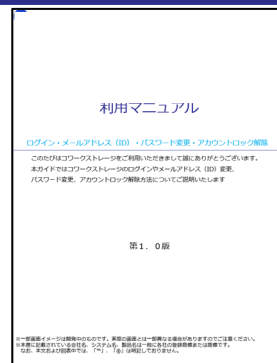 利用マニュアル
ログイン・メールアドレス（ID）・パスワード変更・アカウントロック解除
このたびはコワークストレージをご利用いただきまして誠にありがとうございます。
本ガイドではコワークストレージのログインやメールアドレス（ID）変更、
パスワード変更、アカウントロック解除方法についてご説明いたします
第1．0版
※一部画面イメージは開発中のものです。実際の画面とは一部異なる場合がありますのでご注意ください。
※本書に記載されている会社名、システム名、製品名は一般に各社の登録商標または商標です。
なお、本文および図表中では、「™」、「®」は明記しておりません。